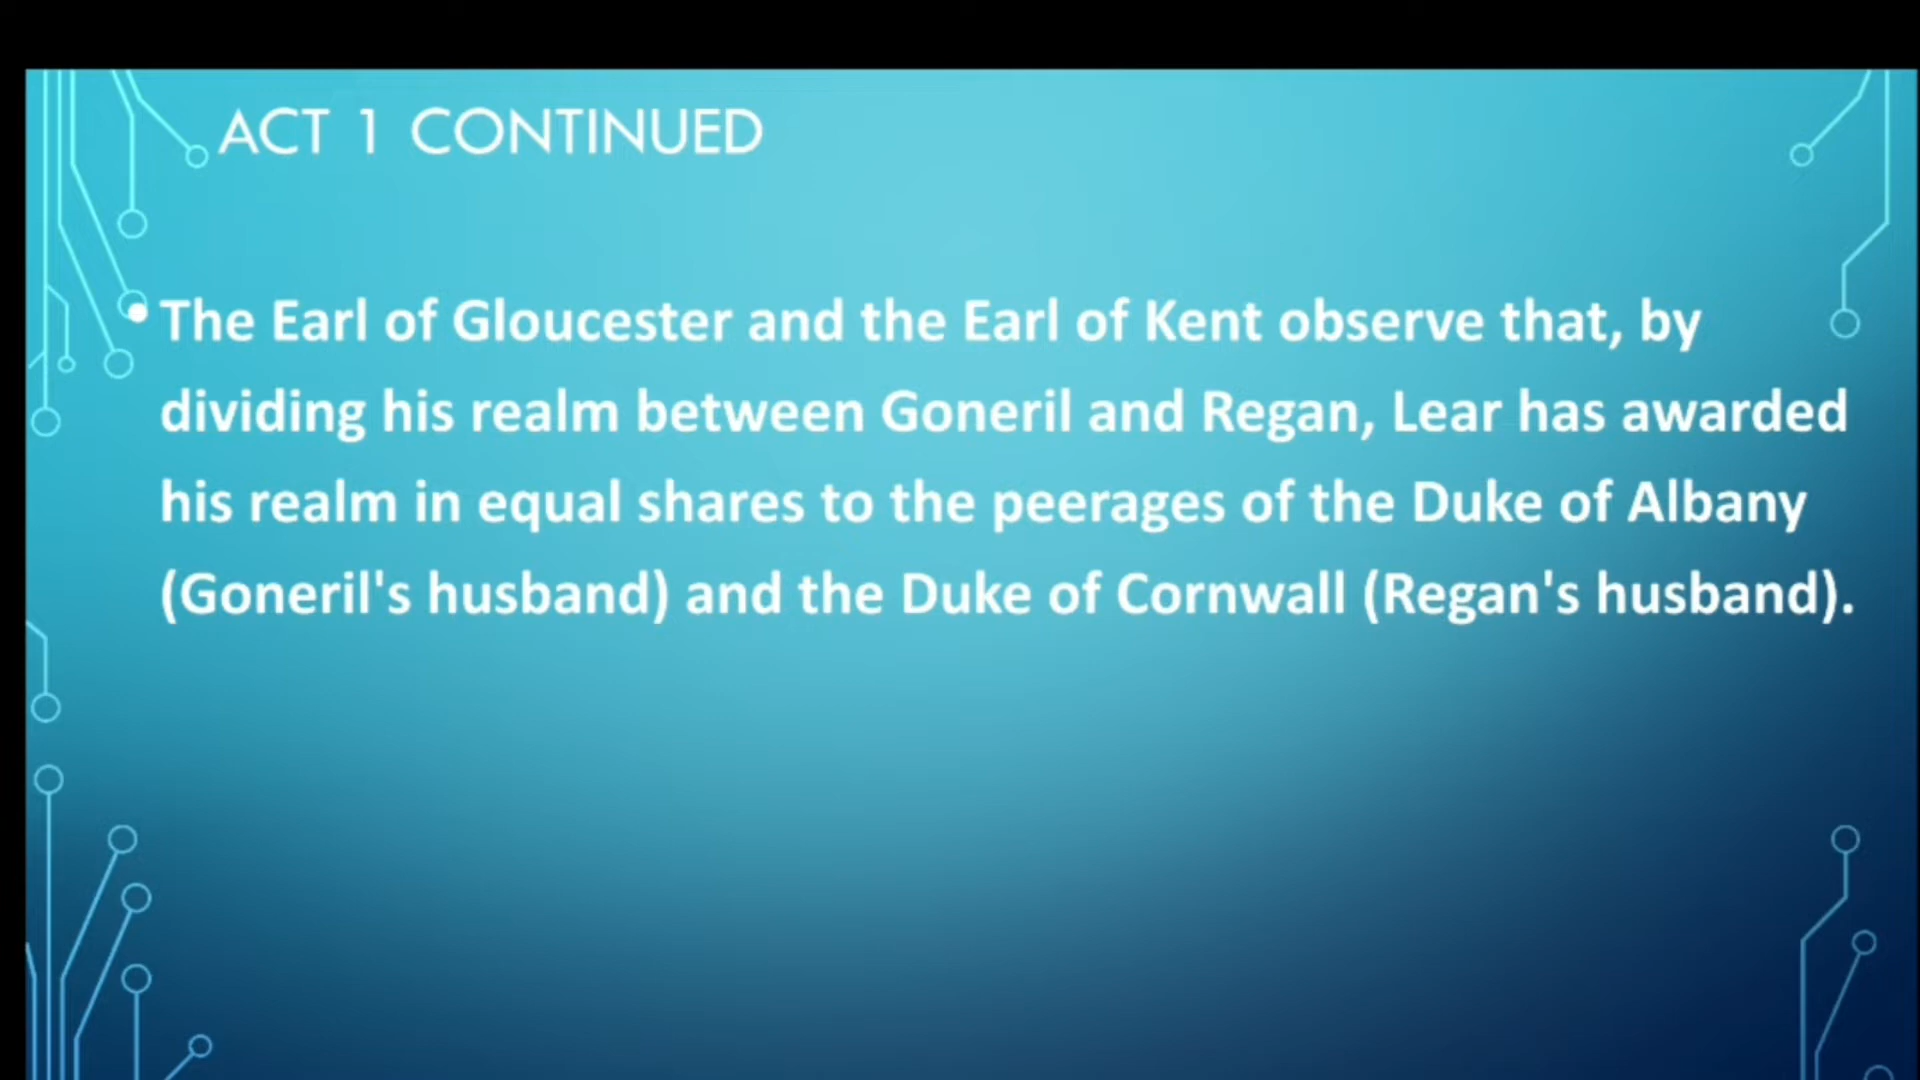 ACT 1 CONTINUED
• The Earl of Gloucester and the Earl of Kent observe that, by
dividing his realm between Goneril and Regan, Lear has awarded
his realm in equal shares to the peerages of the Duke of Albany
(Goneril's husband) and the Duke of Cornwall (Regan's husband).